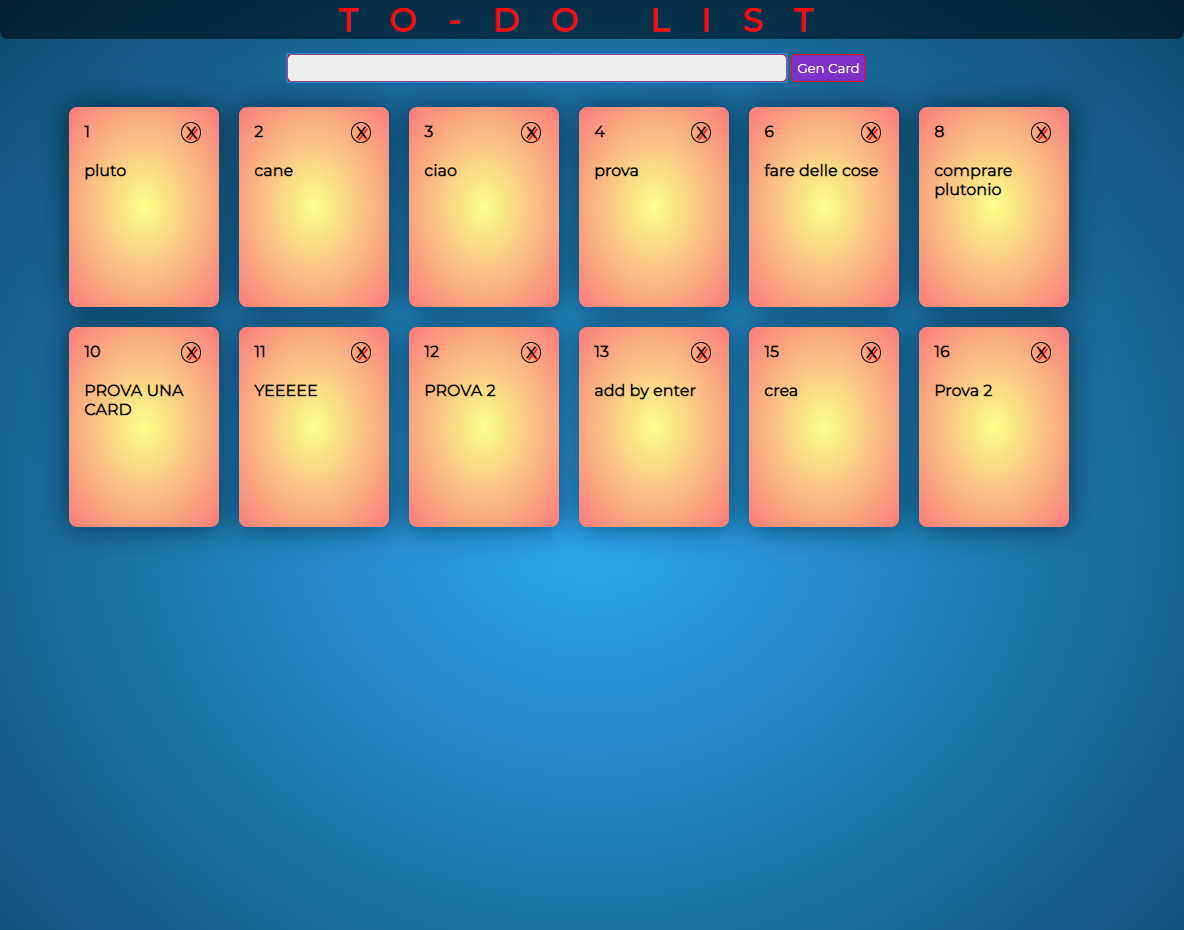 TO-DO LIST
Gen Card
1 X
pluto
2 X
cane
3 X
ciao
4 X
prova
6 X
fare delle cose
8 X
comprare
plutonio
10 X
PROVA UNA
CARD
11 X
YEEEEE
12 X
PROVA 2
13 X
add by enter
15 X
crea
16 X
Prova 2